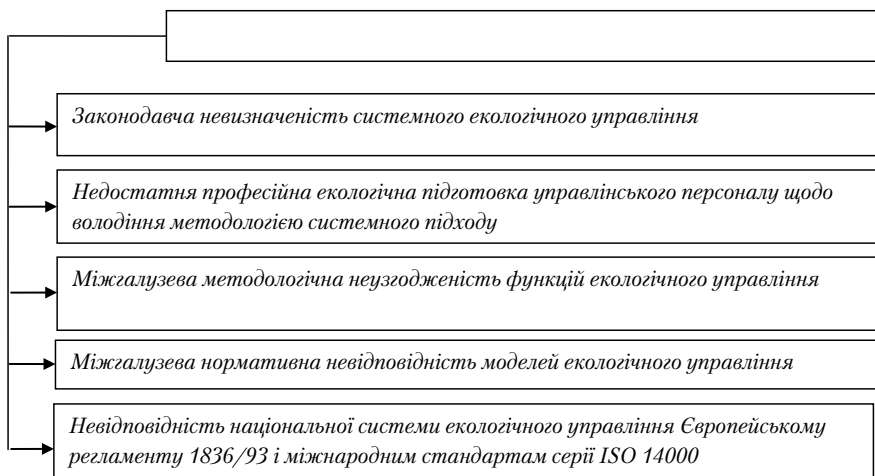 Законодавча невизначеність системного екологічного управління
Недостатня професійна екологічна підготовка управлінського персоналу щодо
володіння методологією системного підходу
Міжгалузева методологічна неузгодженість функцій екологічного управління
Міжгалузева нормативна невідповідність моделей екологічного управління
Невідповідність національної системи екологічного управління Європейському
регламенту 1836/93 і міжнародним стандартам серії ISO 14000